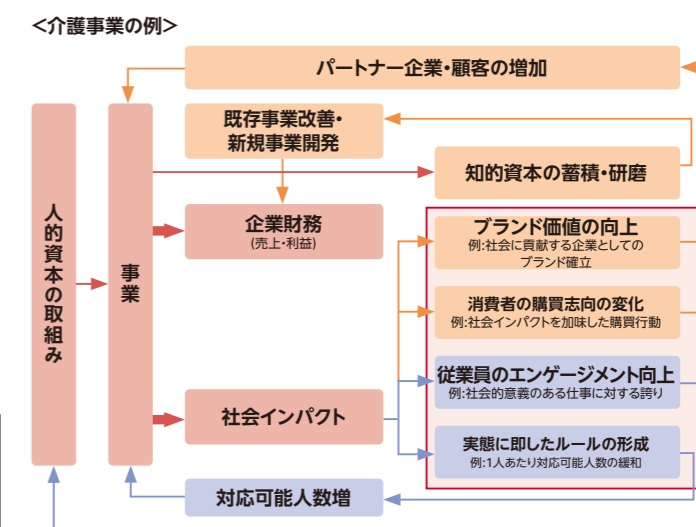 ＜介護事業の例＞
パートナー企業・顧客の増加
既存事業改善・
新規事業開発
知的資本の蓄積・研磨
人的資本の取組み
事業
企業財務
(売上・利益)
ブランド価値の向上
例:社会に貢献する企業としての
ブランド確立
消費者の購買志向の変化
例:社会インパクトを加味した購買行動
従業員のエンゲージメント向上
例:社会的意義のある仕事に対する誇り
社会インパクト
実態に即したルールの形成
例:1人あたり対応可能人数の緩和
対応可能人数増